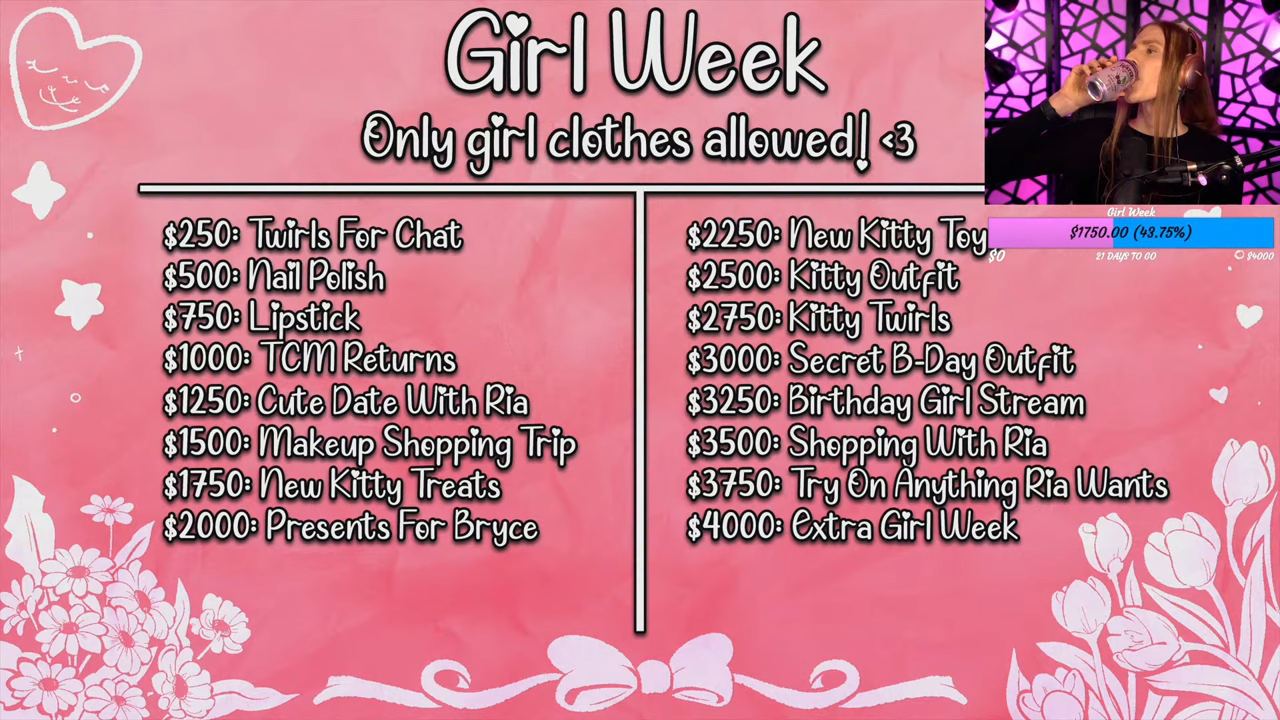 Girl Week
Only girl clothes allowed! <3
$250: Twirls For Chat
$500: Nail Polish
$750: Lipstick
$1000: TCM Returns
$1250: Cute Date With Ria
$1500: Makeup Shopping Trip
$1750: New Kitty Treats
$2000: Presents For Bryce
$2250: New Kitty Toy
$2500: Kitty Outfit
$2750: Kitty Twirls
$3000: Secret B-Day Outfit
$3250: Birthday Girl Stream
$3500: Shopping With Ria
$3750: Try On Anything Ria Wants
$4000: Extra Girl Week
Girl Week
$1750.00 (43.75%)
$0 21 DAYS TO GO $4000